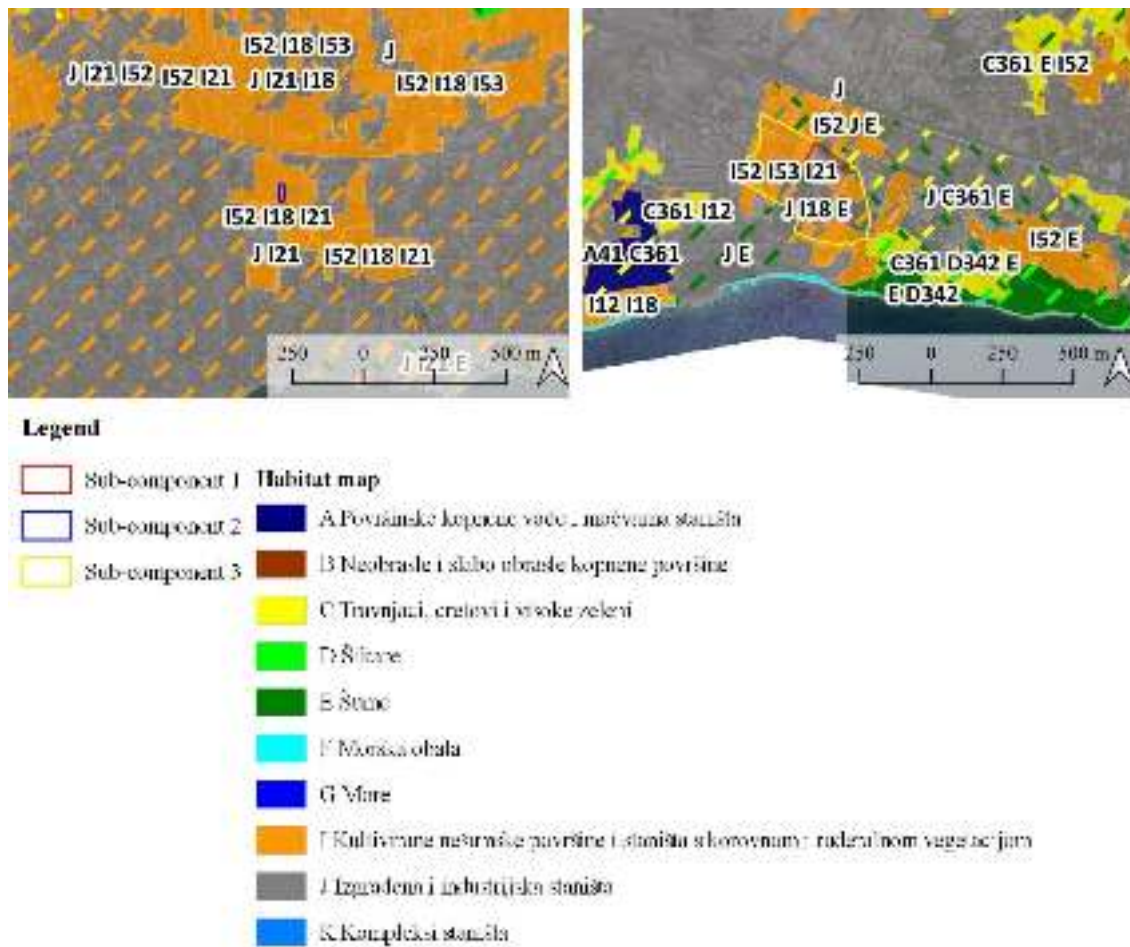 I52 I18 I53
J
J I21 I52
I52 I21
J I21 I18
I52 I18 I53
I52 I18 I21
J I21
I52 I18 I21
J I21 E
250 0 250 500 m
C361 E I52
J
I52 J E
I52 I53 I21
C361 I12
J I18 E
J C361 E
I52 E
A41 C361
J E
C361 D342 E
E D342
I12 I18
250 0 250 500 m
Legend
Sub-component 1
Sub-component 2
Sub-component 3
Habitat map
A Površinske kopnene vode i močvarna staništa
B Neobrasle i slabo obrasle kopnene površine
C Travnjaci, cretovi i visoke zeleni
D Šikare
E Šume
F Morska obala
G More
I Kultivirane nešumske površine i staništa s korovnom i ruderalnom vegetacijom
J Izgrađena i industrijska staništa
K Kompleksi staništa